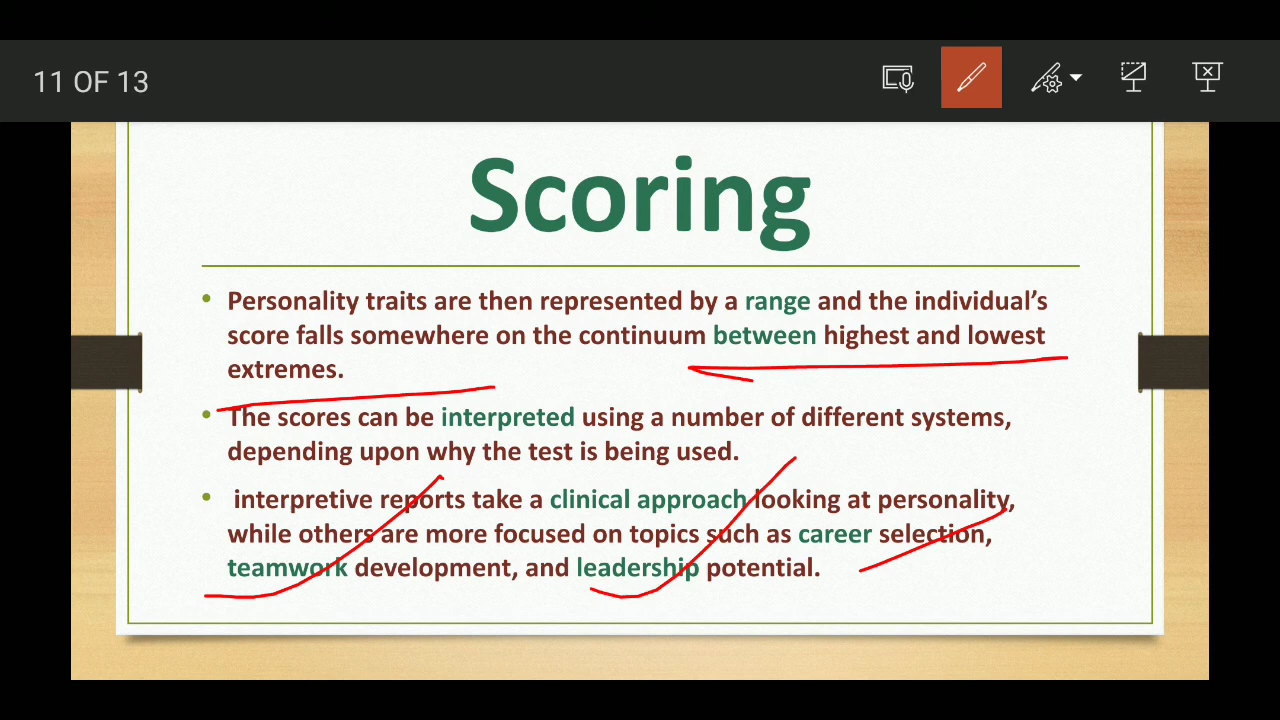 11 OF 13
Scoring
• Personality traits are then represented by a range and the individual's
score falls somewhere on the continuum between highest and lowest
extremes.
• The scores can be interpreted using a number of different systems,
depending upon why the test is being used.
• interpretive reports take a clinical approach looking at personality,
while others are more focused on topics such as career selection,
teamwork development, and leadership potential.